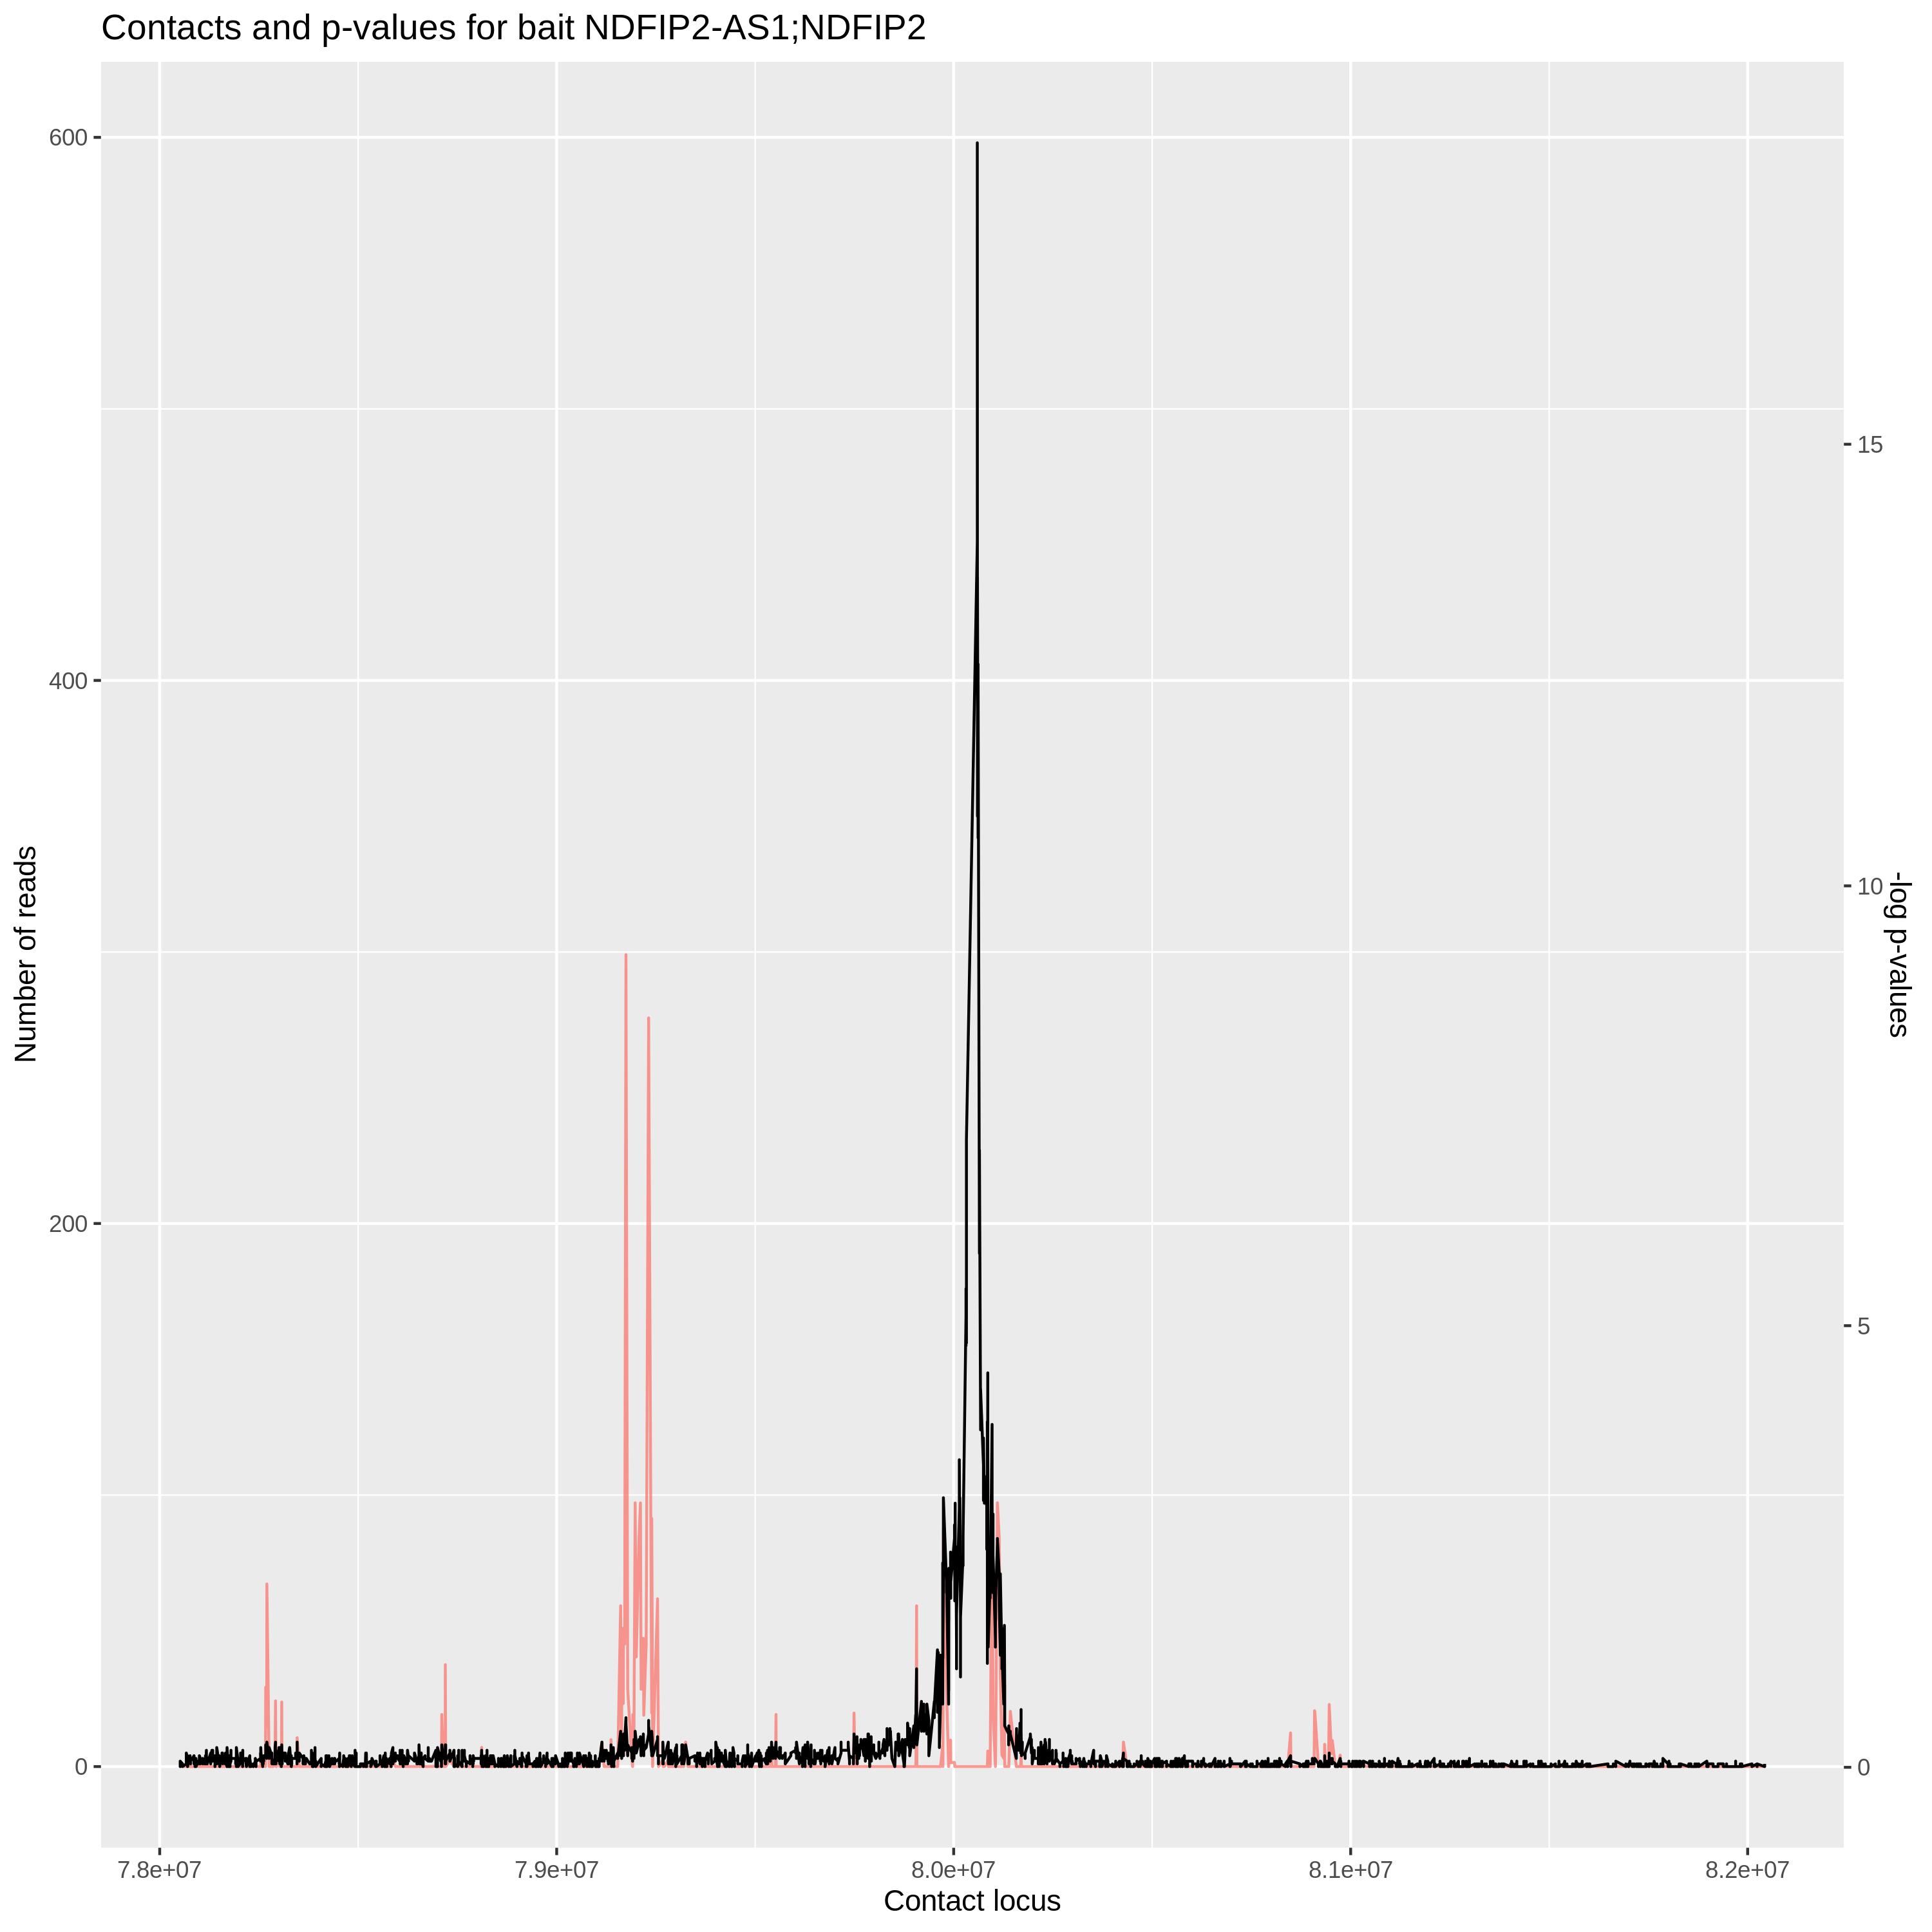 Contacts and p-values for bait NDFIP2-AS1;NDFIP2
600
400
200
0
Number of reads
15
10
5
0
-log p-values
7.8e+07
7.9e+07
8.0e+07
8.1e+07
8.2e+07
Contact locus